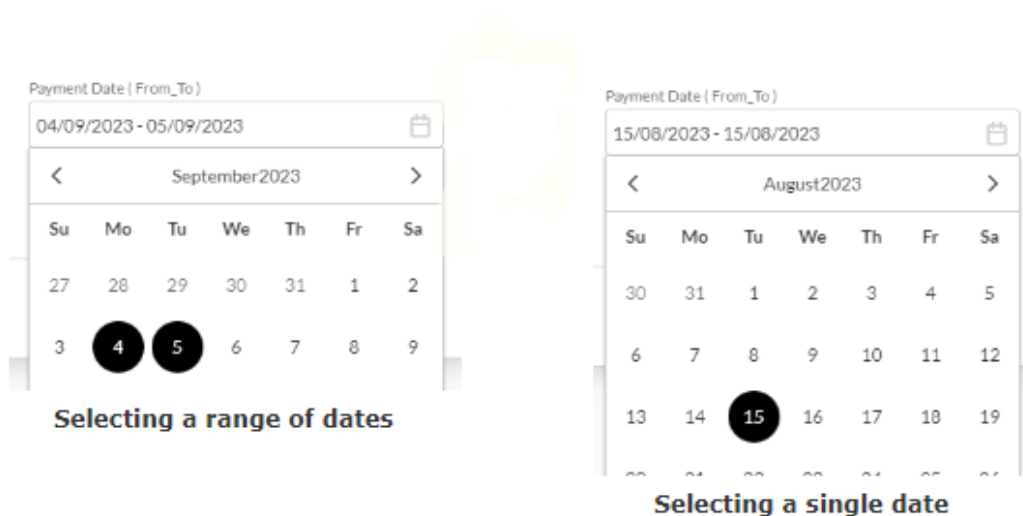 Payment Date ( From_To )
04/09/2023 - 05/09/2023
September2023
Su Mo Tu We Th Fr Sa
27 28 29 30 31 1 2
3 4 5 6 7 8 9
Selecting a range of dates
Payment Date ( From_To )
15/08/2023 - 15/08/2023
August2023
Su Mo Tu We Th Fr Sa
30 31 1 2 3 4 5
6 7 8 9 10 11 12
13 14 15 16 17 18 19
Selecting a single date